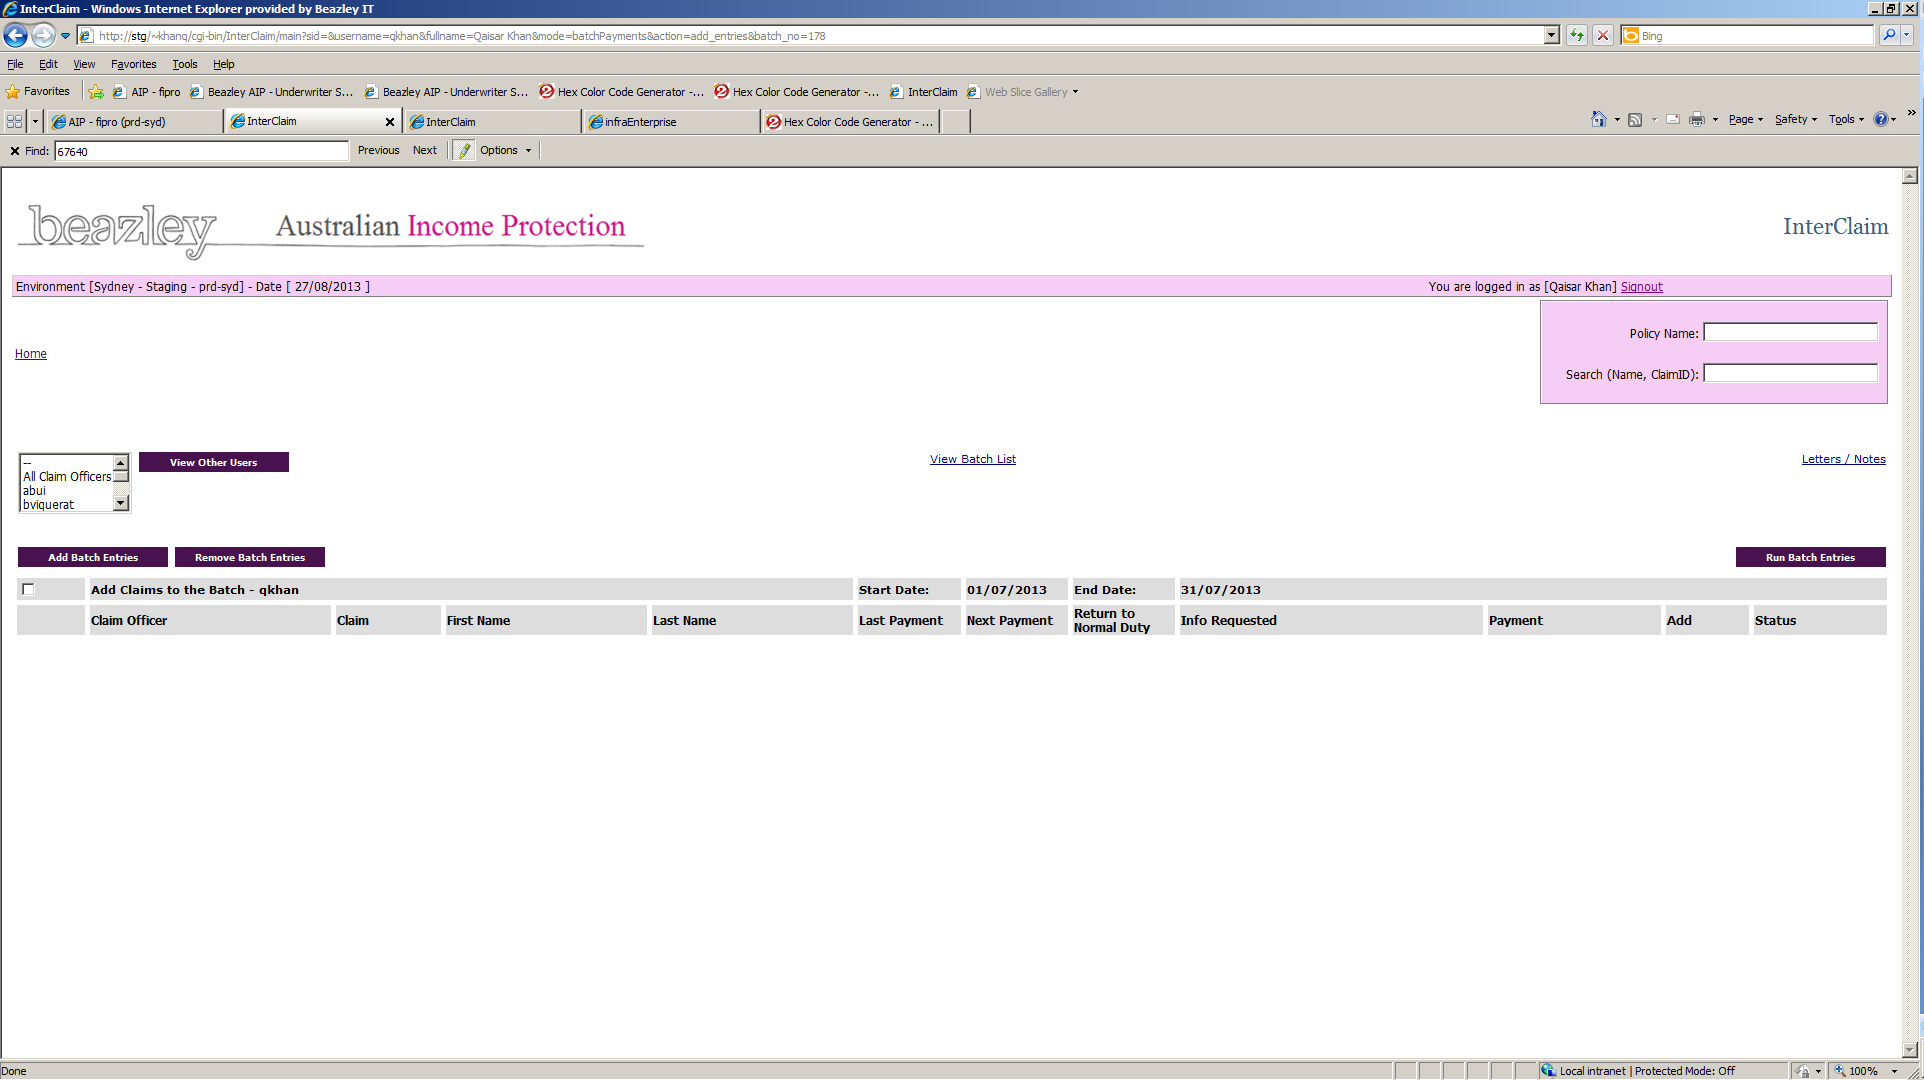 InterClaim - Windows Internet Explorer provided by Beazley IT
http://stg/~khanq/cgi-bin/InterClaim/main?sid=&username=qkhan&fullname=Qaisar Khan&mode=batchPayments&action=add_entries&batch_no=178
Bing
File Edit View Favorites Tools Help
Favorites AIP - fipro Beazley AIP - Underwriter S... Beazley AIP - Underwriter S... Hex Color Code Generator -... Hex Color Code Generator -... InterClaim Web Slice Gallery
AIP - fipro (prd-syd) InterClaim InterClaim infraEnterprise Hex Color Code Generator - ... Page Safety Tools
Find: 67640 Previous Next Options
beazley Australian Income Protection InterClaim
Environment [Sydney - Staging - prd-syd] - Date [ 27/08/2013 ] You are logged in as [Qaisar Khan] Signout
Policy Name:
Home
Search (Name, ClaimID):
--
All Claim Officers
abui
bviquerat
View Other Users View Batch List Letters / Notes
Add Batch Entries Remove Batch Entries Run Batch Entries
Add Claims to the Batch - qkhan Start Date: 01/07/2013 End Date: 31/07/2013
Claim Officer Claim First Name Last Name Last Payment Next Payment Return to Normal Duty Info Requested Payment Add Status
Done Local intranet | Protected Mode: Off 100%